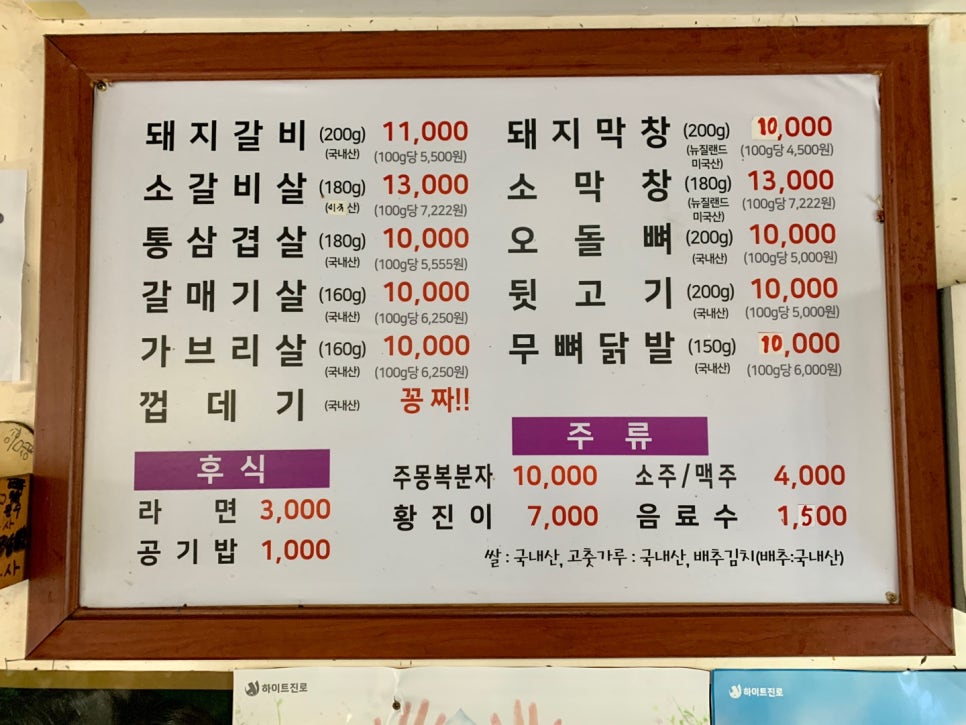 돼지갈비 (200g) 11,000
(국내산) (100g당 5,500원)
소갈비살 (180g) 13,000
(미국산) (100g당 7,222원)
통삼겹살 (180g) 10,000
(국내산) (100g당 5,555원)
갈매기살 (160g) 10,000
(국내산) (100g당 6,250원)
가브리살 (160g) 10,000
(국내산) (100g당 6,250원)
껍데기 (국내산) 꽁짜!!
돼지막창 (200g) 10,000
(뉴질랜드 (100g당 4,500원)
미국산)
소막창 (180g) 13,000
(뉴질랜드 (100g당 7,222원)
미국산)
오돌뼈 (200g) 10,000
(국내산) (100g당 5,000원)
뒷고기 (200g) 10,000
(국내산) (100g당 5,000원)
무뼈닭발 (150g) 10,000
(국내산) (100g당 6,000원)
후식
라면 3,000
공기밥 1,000
주류
주몽복분자 10,000 소주/맥주 4,000
황진이 7,000 음료수 1,500
쌀 : 국내산, 고춧가루 : 국내산, 배추김치(배추:국내산)
하이트진로
하이트진로